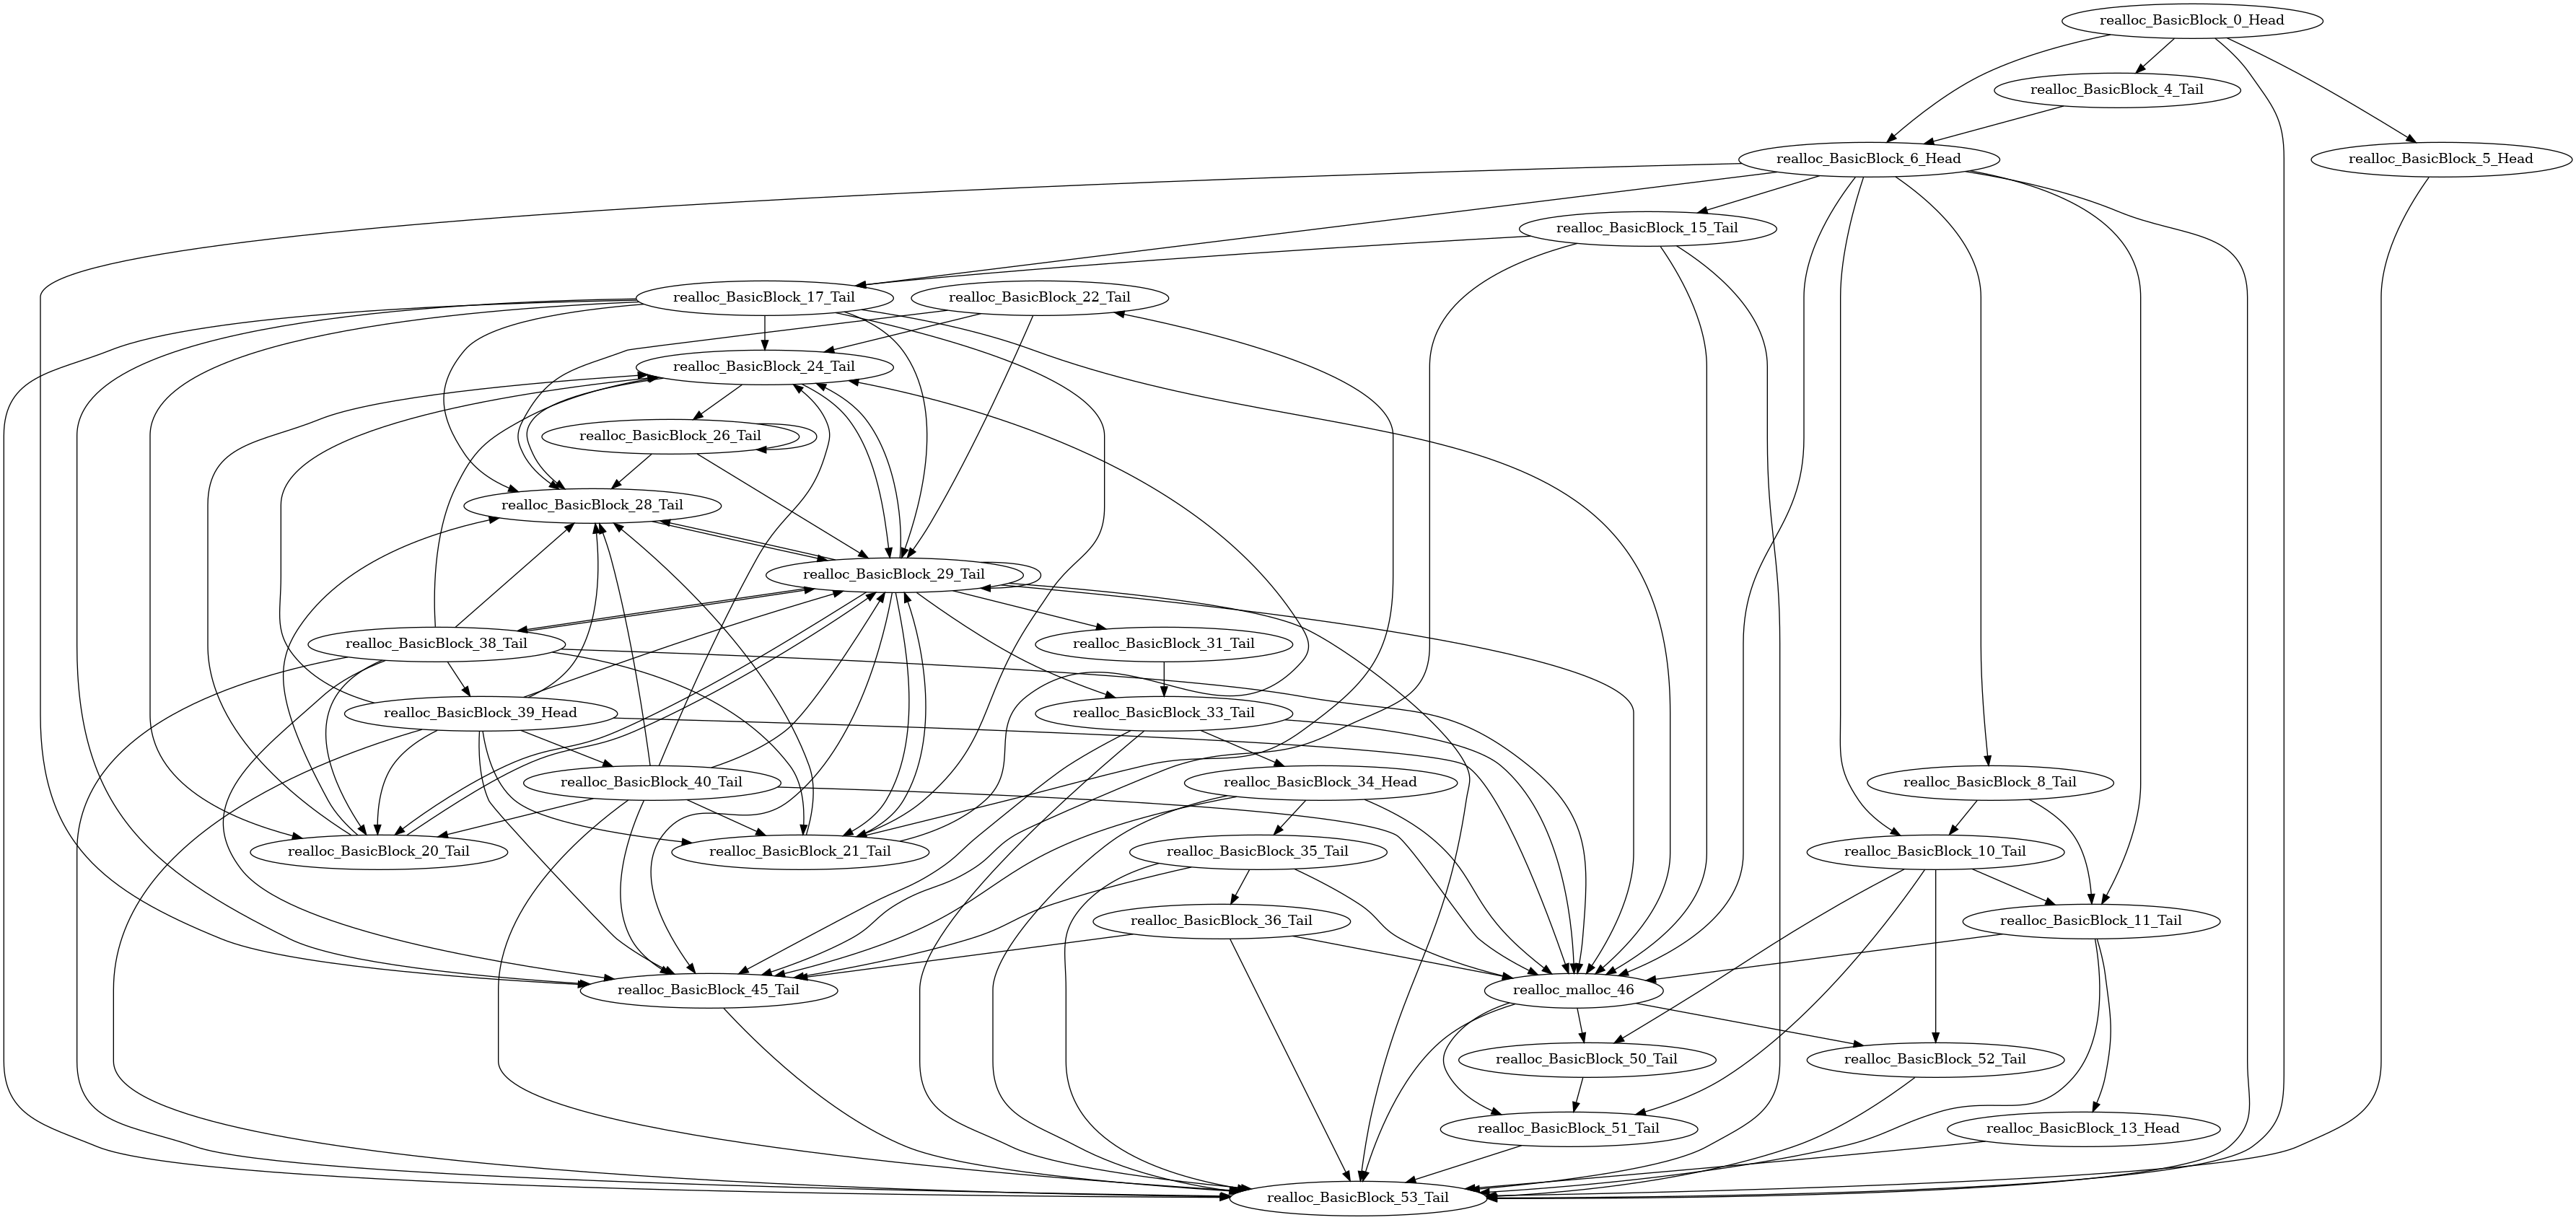 realloc_BasicBlock_0_Head
realloc_BasicBlock_4_Tail
realloc_BasicBlock_6_Head
realloc_BasicBlock_5_Head
realloc_BasicBlock_15_Tail
realloc_BasicBlock_17_Tail
realloc_BasicBlock_22_Tail
realloc_BasicBlock_24_Tail
realloc_BasicBlock_26_Tail
realloc_BasicBlock_28_Tail
realloc_BasicBlock_29_Tail
realloc_BasicBlock_38_Tail
realloc_BasicBlock_31_Tail
realloc_BasicBlock_39_Head
realloc_BasicBlock_33_Tail
realloc_BasicBlock_40_Tail
realloc_BasicBlock_34_Head
realloc_BasicBlock_8_Tail
realloc_BasicBlock_20_Tail
realloc_BasicBlock_21_Tail
realloc_BasicBlock_35_Tail
realloc_BasicBlock_10_Tail
realloc_BasicBlock_36_Tail
realloc_BasicBlock_11_Tail
realloc_BasicBlock_45_Tail
realloc_malloc_46
realloc_BasicBlock_50_Tail
realloc_BasicBlock_52_Tail
realloc_BasicBlock_51_Tail
realloc_BasicBlock_13_Head
realloc_BasicBlock_53_Tail